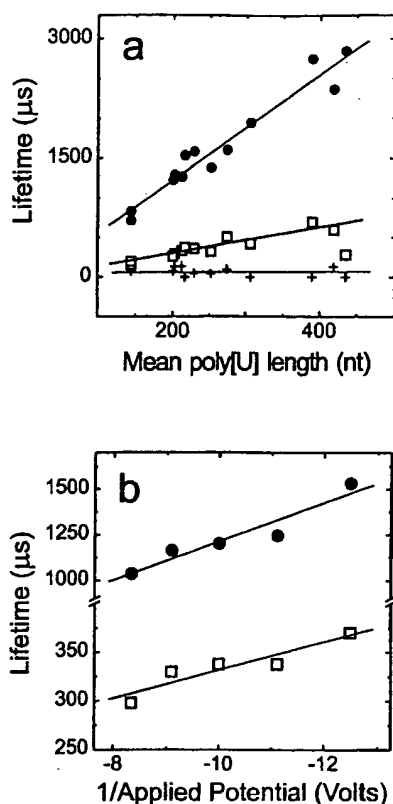 a
3000
1500
0
Lifetime (μs)
200 300 400
Mean poly[U] length (nt)
b
1500
1250
1000
350
300
250
Lifetime (μs)
-8 -10 -12
1/Applied Potential (Volts)